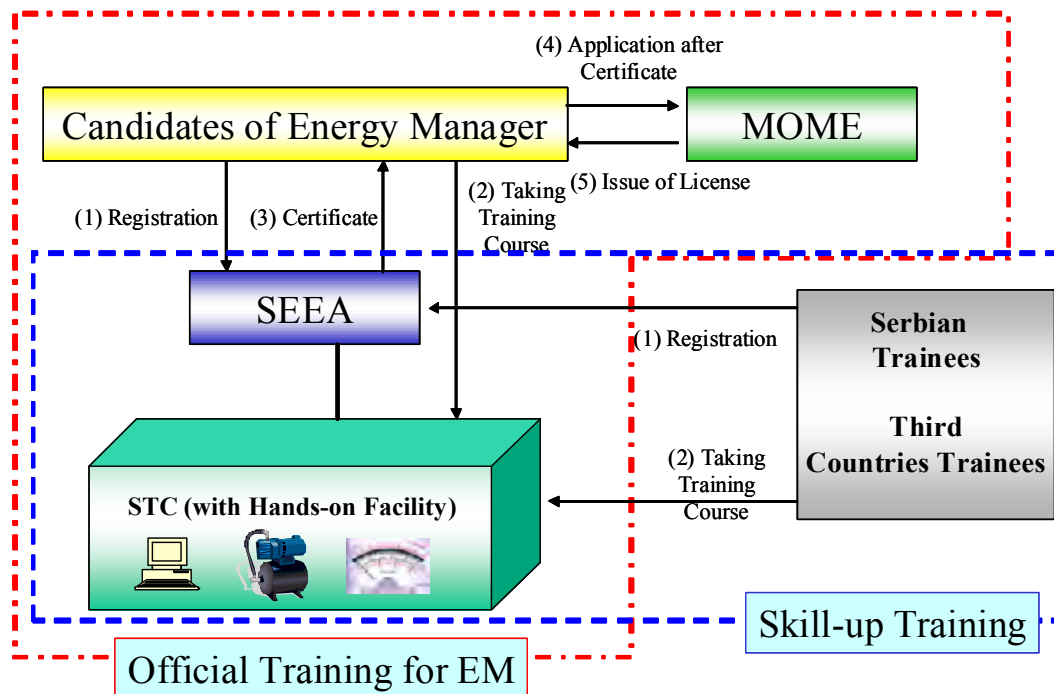 (4) Application after
Certificate
Candidates of Energy Manager
MOME
(5) Issue of License
(1) Registration
(3) Certificate
(2) Taking
Training
Course
SEEA
(1) Registration
Serbian
Trainees
Third
Countries Trainees
(2) Taking
Training
Course
STC (with Hands-on Facility)
Skill-up Training
Official Training for EM